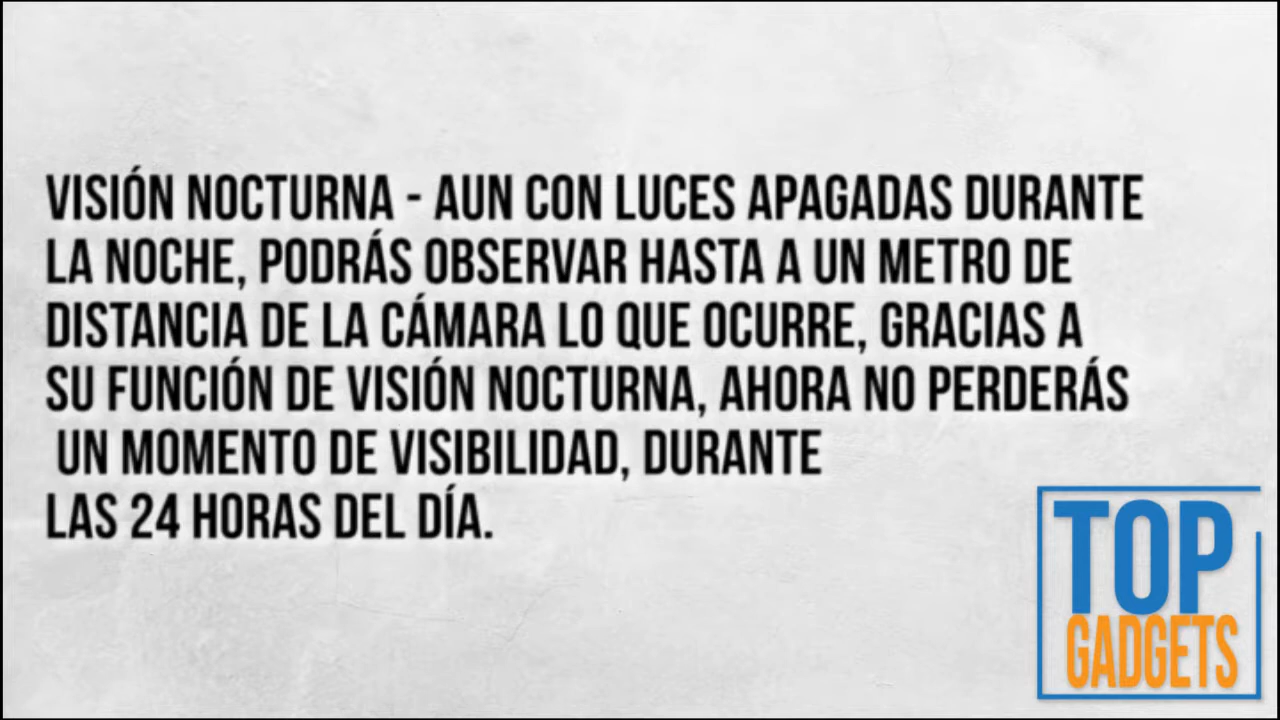 VISIÓN NOCTURNA - AUN CON LUCES APAGADAS DURANTE
LA NOCHE, PODRÁS OBSERVAR HASTA A UN METRO DE
DISTANCIA DE LA CÁMARA LO QUE OCURRE, GRACIAS A
SU FUNCIÓN DE VISIÓN NOCTURNA, AHORA NO PERDERÁS
UN MOMENTO DE VISIBILIDAD, DURANTE
LAS 24 HORAS DEL DÍA.
TOP
GADGETS